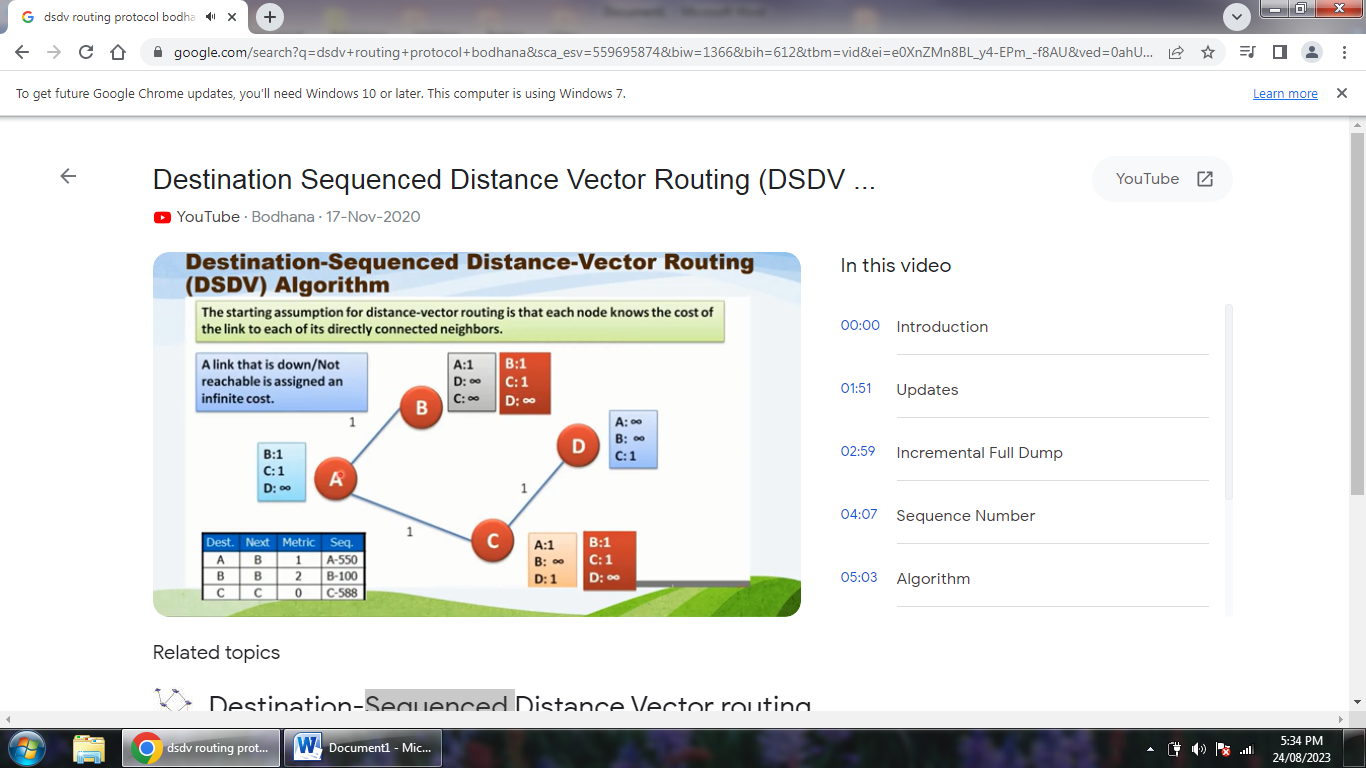 Document1 - Microsoft Word
dsdv routing protocol bodha
google.com/search?q=dsdv+routing+protocol+bodhana&sca_esv=559695874&biw=1366&bih=612&tbm=vid&ei=e0XnZMn8BL_y4-EPm_-f8AU&ved=0ahU...
To get future Google Chrome updates, you'll need Windows 10 or later. This computer is using Windows 7.
Learn more
Destination Sequenced Distance Vector Routing (DSDV ...
YouTube
YouTube · Bodhana · 17-Nov-2020
Destination-Sequenced Distance-Vector Routing
(DSDV) Algorithm
The starting assumption for distance-vector routing is that each node knows the cost of
the link to each of its directly connected neighbors.
A link that is down/Not
reachable is assigned an
infinite cost.
A:1
D: ∞
C: ∞
B:1
C: 1
D: ∞
B
1
A: ∞
B: ∞
C: 1
D
B:1
C: 1
D: ∞
A
1
1
C
A:1
B: ∞
D: 1
B:1
C: 1
D: ∞
Dest. Next Metric Seq.
A B 1 A-550
B B 2 B-100
C C 0 C-588
In this video
00:00 Introduction
01:51 Updates
02:59 Incremental Full Dump
04:07 Sequence Number
05:03 Algorithm
Related topics
Destination-Sequenced Distance Vector routing
dsdv routing prot...
Document1 - Mic...
5:34 PM
24/08/2023